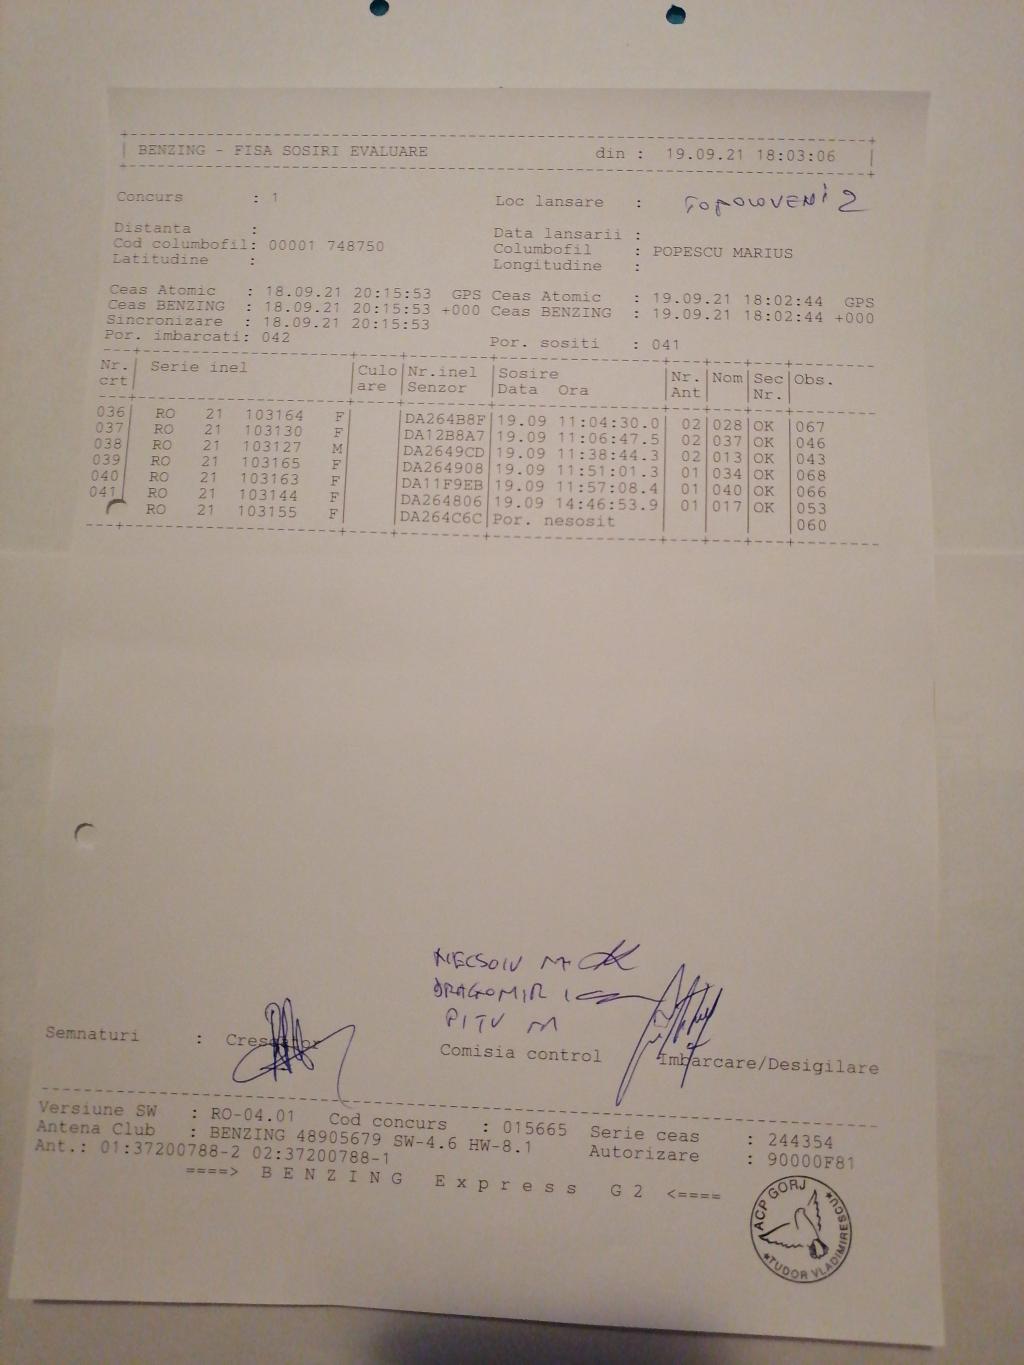 BENZING - FISA SOSIRI EVALUARE din : 19.09.21 18:03:06
Concurs : 1 Loc lansare : TOPOLOVENI 2
Distanta : Data lansarii :
Cod columbofil: 00001 748750 Columbofil : POPESCU MARIUS
Latitudine : Longitudine :
Ceas Atomic : 18.09.21 20:15:53 GPS Ceas Atomic : 19.09.21 18:02:44 GPS
Ceas BENZING : 18.09.21 20:15:53 +000 Ceas BENZING : 19.09.21 18:02:44 +000
Sincronizare : 18.09.21 20:15:53
Por. imbarcati: 042 Por. sositi : 041
Nr. Serie inel Culo Nr.inel Sosire Nr. Nom Sec Obs.
crt are Senzor Data Ora Ant Nr.
036 RO 21 103164 F DA264B8F 19.09 11:04:30.0 02 028 OK 067
037 RO 21 103130 F DA12B8A7 19.09 11:06:47.5 02 037 OK 046
038 RO 21 103127 M DA2649CD 19.09 11:38:44.3 02 013 OK 043
039 RO 21 103165 F DA264908 19.09 11:51:01.3 01 034 OK 068
040 RO 21 103163 F DA11F9EB 19.09 11:57:08.4 01 040 OK 066
041 RO 21 103144 F DA264806 19.09 14:46:53.9 01 017 OK 053
RO 21 103155 F DA264C6C Por. nesosit 060
NECSOIU M
DRAGOMIR I
PITU M
Semnaturi : Crescator Comisia control Imbarcare/Desigilare
Versiune SW : RO-04.01 Cod concurs : 015665 Serie ceas : 244354
Antena Club : BENZING 48905679 SW-4.6 HW-8.1 Autorizare : 90000F81
Ant.: 01:37200788-2 02:37200788-1
====> B E N Z I N G E x p r e s s G 2 <====
ACP GORJ
*TUDOR VLADIMIRESCU*